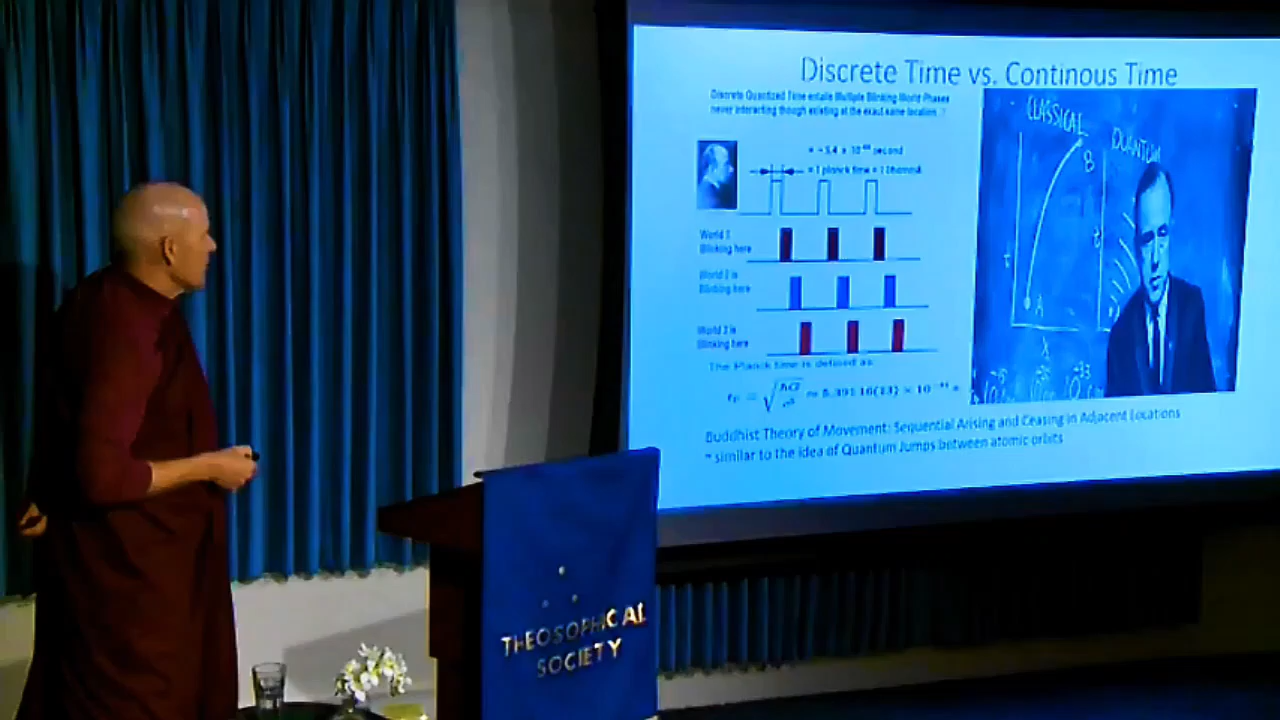 Discrete Time vs. Continous Time
Discrete Quantized Time entails Multiple Blinking World Phases
never interacting though existing at the exact same location.
second
= 1 planck time = 1
World 1
Blinking here
World 2 is
Blinking here
World 3 is
Blinking here
The Planck time is defined as:
Buddhist Theory of Movement: Sequential Arising and Ceasing in Adjacent Locations
~ similar to the idea of Quantum Jumps between atomic orbits
CLASSICAL
QUANTUM
B
A
THEOSOPHICAL
SOCIETY